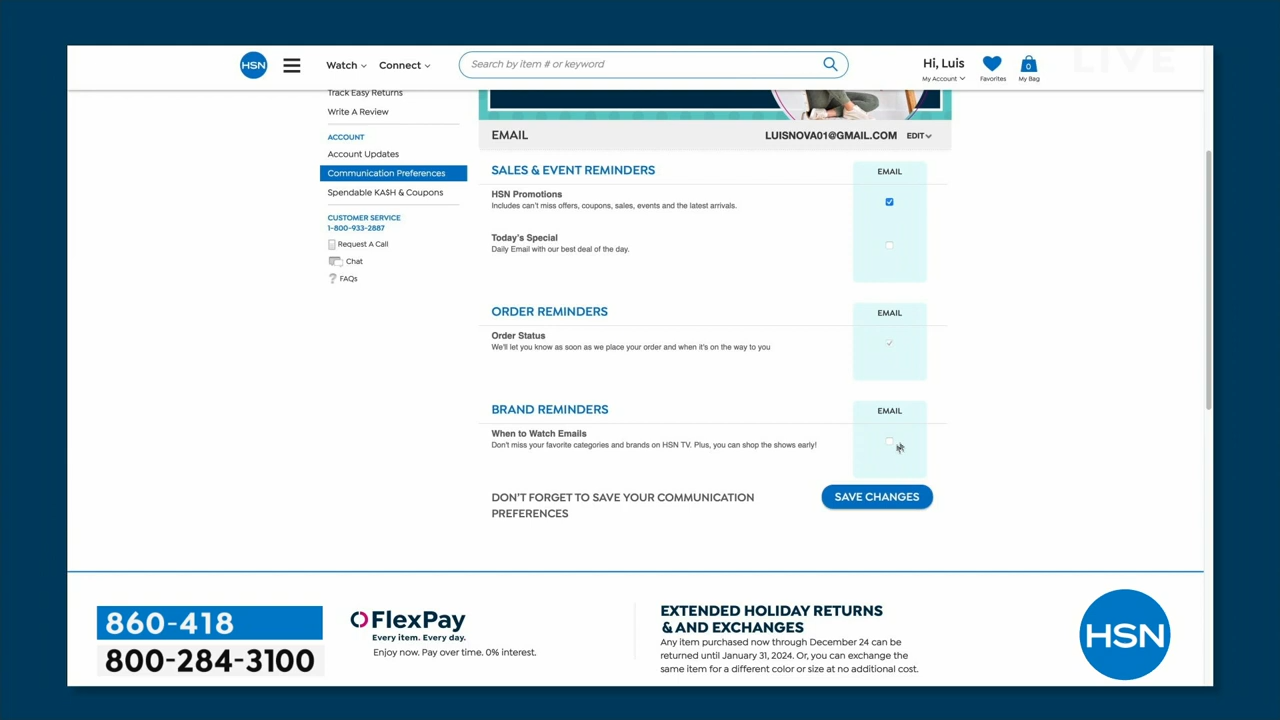 HSN
Watch
Connect
Search by item # or keyword
Hi, Luis
My Account
Favorites
0
My Bag
LIVE
Track Easy Returns
Write A Review
ACCOUNT
Account Updates
Communication Preferences
Spendable KA$H & Coupons
CUSTOMER SERVICE
1-800-933-2887
Request A Call
Chat
FAQs
EMAIL
LUISNOVA01@GMAIL.COM
EDIT
SALES & EVENT REMINDERS
EMAIL
HSN Promotions
Includes can't miss offers, coupons, sales, events and the latest arrivals.
Today's Special
Daily Email with our best deal of the day.
ORDER REMINDERS
EMAIL
Order Status
We'll let you know as soon as we place your order and when it's on the way to you
BRAND REMINDERS
EMAIL
When to Watch Emails
Don't miss your favorite categories and brands on HSN TV. Plus, you can shop the shows early!
DON'T FORGET TO SAVE YOUR COMMUNICATION
PREFERENCES
SAVE CHANGES
860-418
800-284-3100
FlexPay
Every item. Every day.
Enjoy now. Pay over time. 0% interest.
EXTENDED HOLIDAY RETURNS
& AND EXCHANGES
Any item purchased now through December 24 can be
returned until January 31, 2024. Or, you can exchange the
same item for a different color or size at no additional cost.
HSN